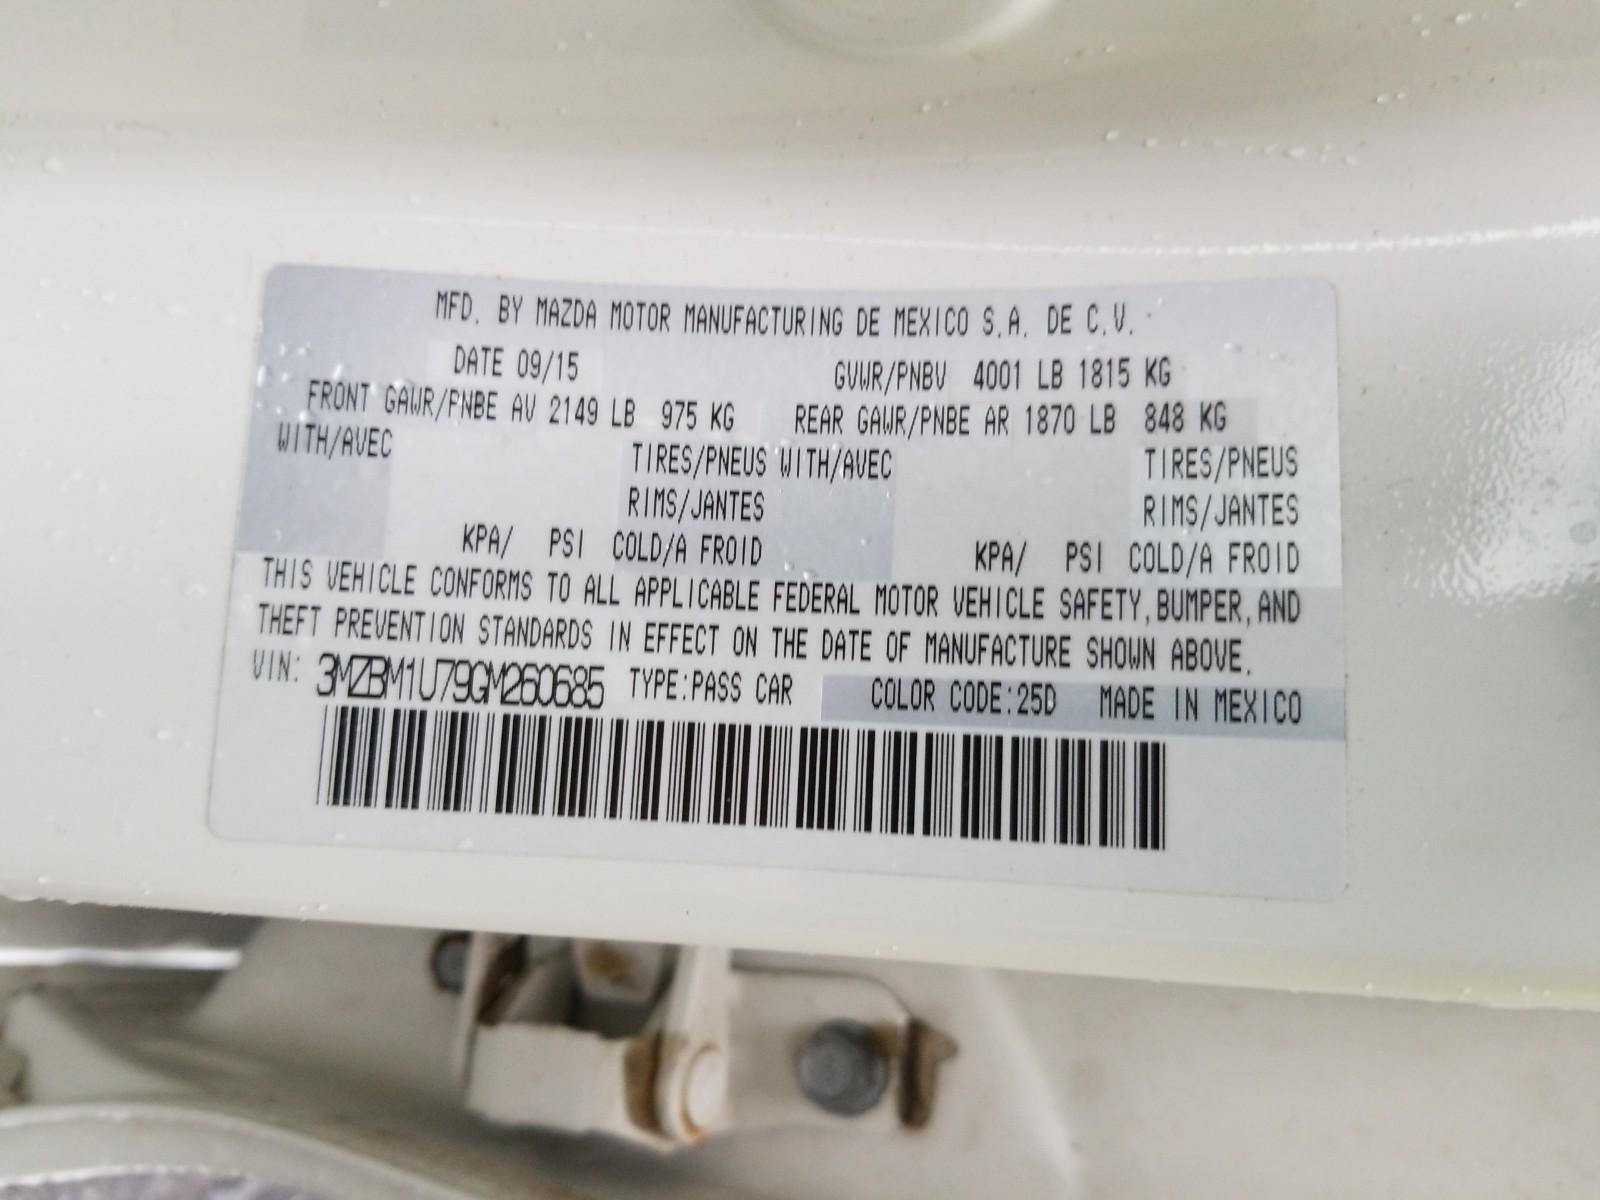 MFD. BY MAZDA MOTOR MANUFACTURING DE MEXICO S.A. DE C.V.
DATE 09/15 GVWR/PNBV 4001 LB 1815 KG
FRONT GAWR/PNBE AV 2149 LB 975 KG REAR GAWR/PNBE AR 1870 LB 848 KG
WITH/AVEC TIRES/PNEUS WITH/AVEC TIRES/PNEUS
RIMS/JANTES RIMS/JANTES
KPA/ PSI COLD/A FROID KPA/ PSI COLD/A FROID
THIS VEHICLE CONFORMS TO ALL APPLICABLE FEDERAL MOTOR VEHICLE SAFETY, BUMPER, AND
THEFT PREVENTION STANDARDS IN EFFECT ON THE DATE OF MANUFACTURE SHOWN ABOVE.
VIN: 3MZBM1U79GM260685 TYPE:PASS CAR COLOR CODE:25D MADE IN MEXICO